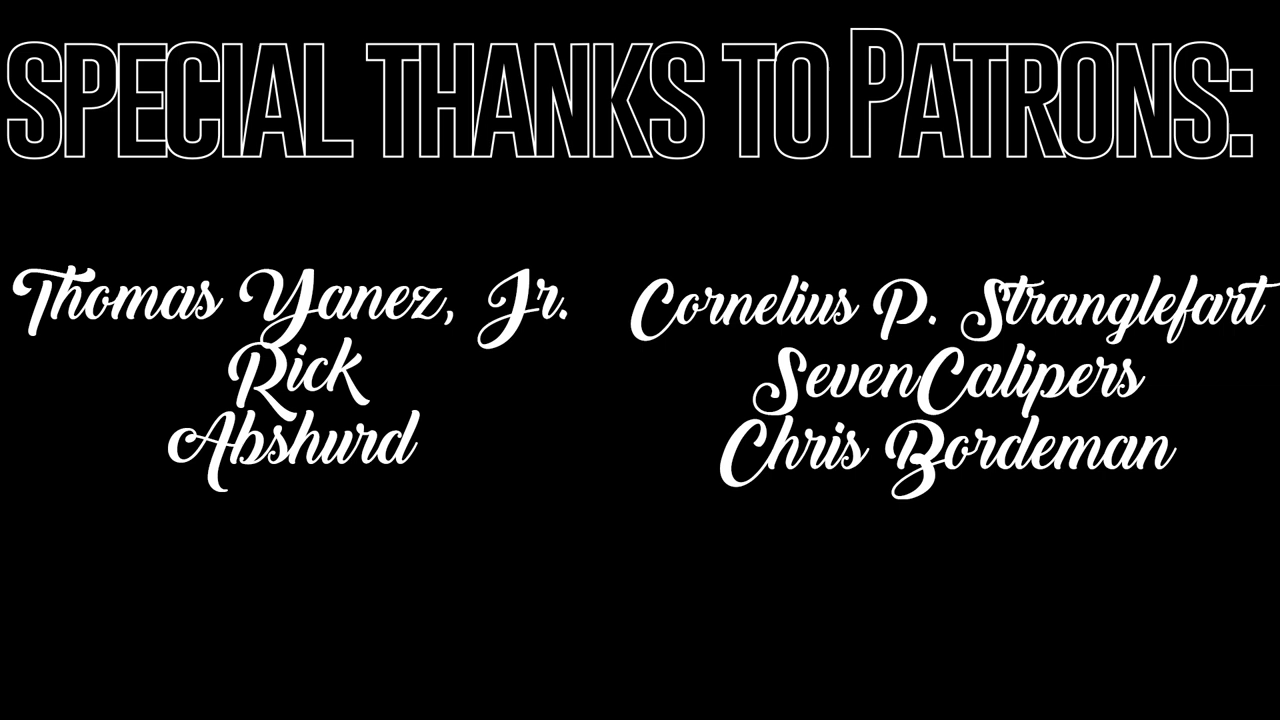 SPECIAL THANKS TO PATRONS:
Thomas Yanez, Jr.
Rick
Abshurd
Cornelius P. Stranglefart
SevenCalipers
Chris Bordeman